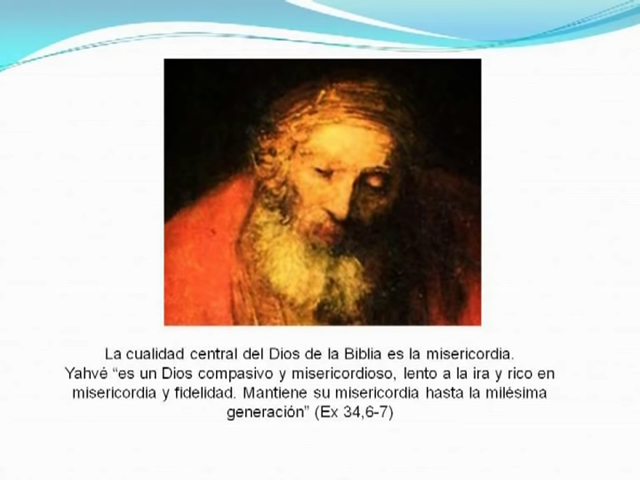 La cualidad central del Dios de la Biblia es la misericordia.
Yahvé “es un Dios compasivo y misericordioso, lento a la ira y rico en
misericordia y fidelidad. Mantiene su misericordia hasta la milésima
generación” (Ex 34,6-7)